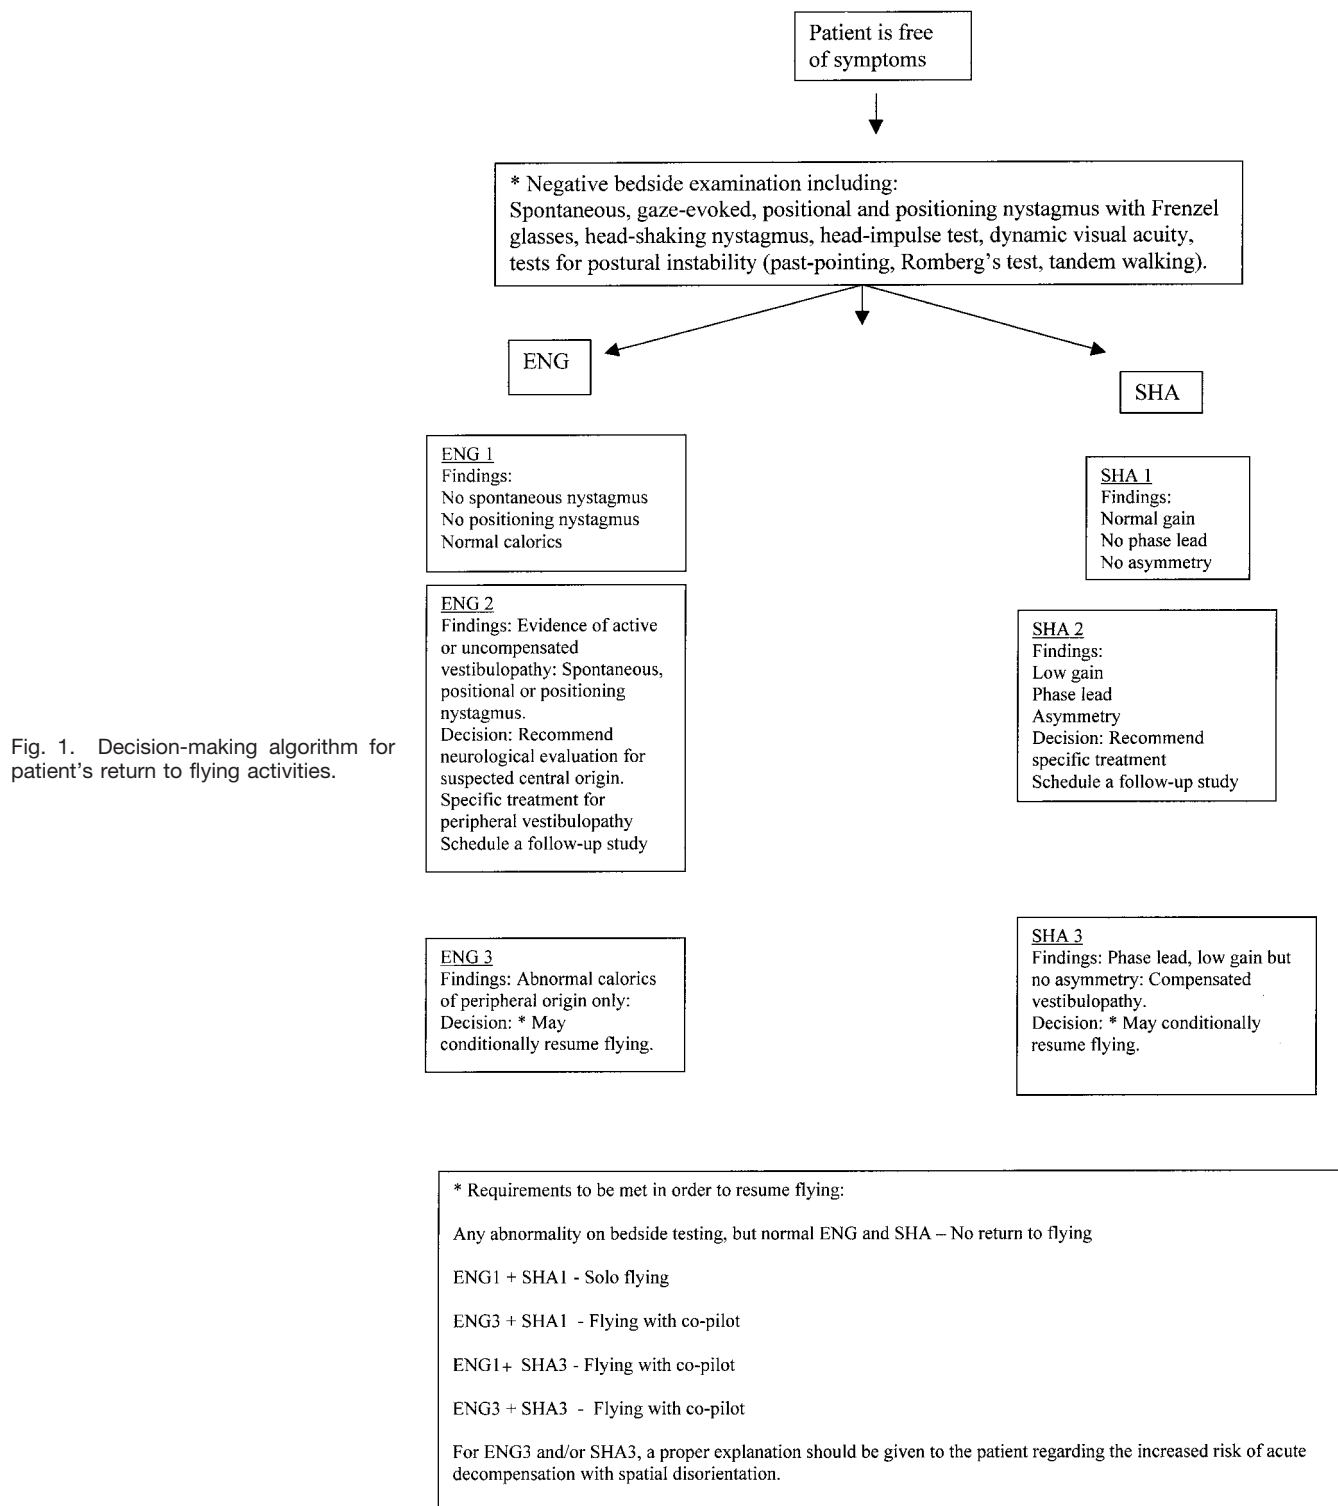 Patient is free
of symptoms
* Negative bedside examination including:
Spontaneous, gaze-evoked, positional and positioning nystagmus with Frenzel
glasses, head-shaking nystagmus, head-impulse test, dynamic visual acuity,
tests for postural instability (past-pointing, Romberg's test, tandem walking).
ENG
SHA
ENG 1
Findings:
No spontaneous nystagmus
No positioning nystagmus
Normal calorics
SHA 1
Findings:
Normal gain
No phase lead
No asymmetry
ENG 2
Findings: Evidence of active
or uncompensated
vestibulopathy: Spontaneous,
positional or positioning
nystagmus.
Decision: Recommend
neurological evaluation for
suspected central origin.
Specific treatment for
peripheral vestibulopathy
Schedule a follow-up study
SHA 2
Findings:
Low gain
Phase lead
Asymmetry
Decision: Recommend
specific treatment
Schedule a follow-up study
Fig. 1. Decision-making algorithm for
patient's return to flying activities.
ENG 3
Findings: Abnormal calorics
of peripheral origin only:
Decision: * May
conditionally resume flying.
SHA 3
Findings: Phase lead, low gain but
no asymmetry: Compensated
vestibulopathy.
Decision: * May conditionally
resume flying.
* Requirements to be met in order to resume flying:
Any abnormality on bedside testing, but normal ENG and SHA – No return to flying
ENG1 + SHA1 - Solo flying
ENG3 + SHA1 - Flying with co-pilot
ENG1+ SHA3 - Flying with co-pilot
ENG3 + SHA3 - Flying with co-pilot
For ENG3 and/or SHA3, a proper explanation should be given to the patient regarding the increased risk of acute
decompensation with spatial disorientation.